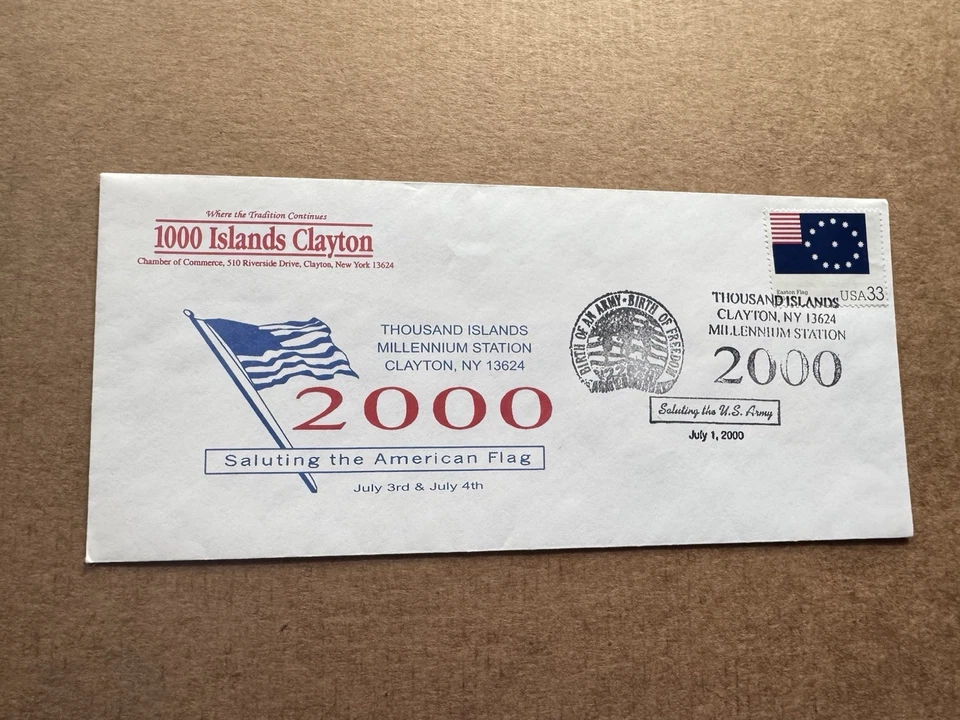 Where the Tradition Continues
1000 Islands Clayton
Chamber of Commerce, 510 Riverside Drive, Clayton, New York 13624
THOUSAND ISLANDS
MILLENNIUM STATION
CLAYTON, NY 13624
2000
Saluting the American Flag
July 3rd & July 4th
BIRTH OF AN ARMY • BIRTH OF FREEDOM
Easton Flag
USA33
THOUSAND ISLANDS
CLAYTON, NY 13624
MILLENNIUM STATION
2000
Saluting the U.S. Army
July 1, 2000